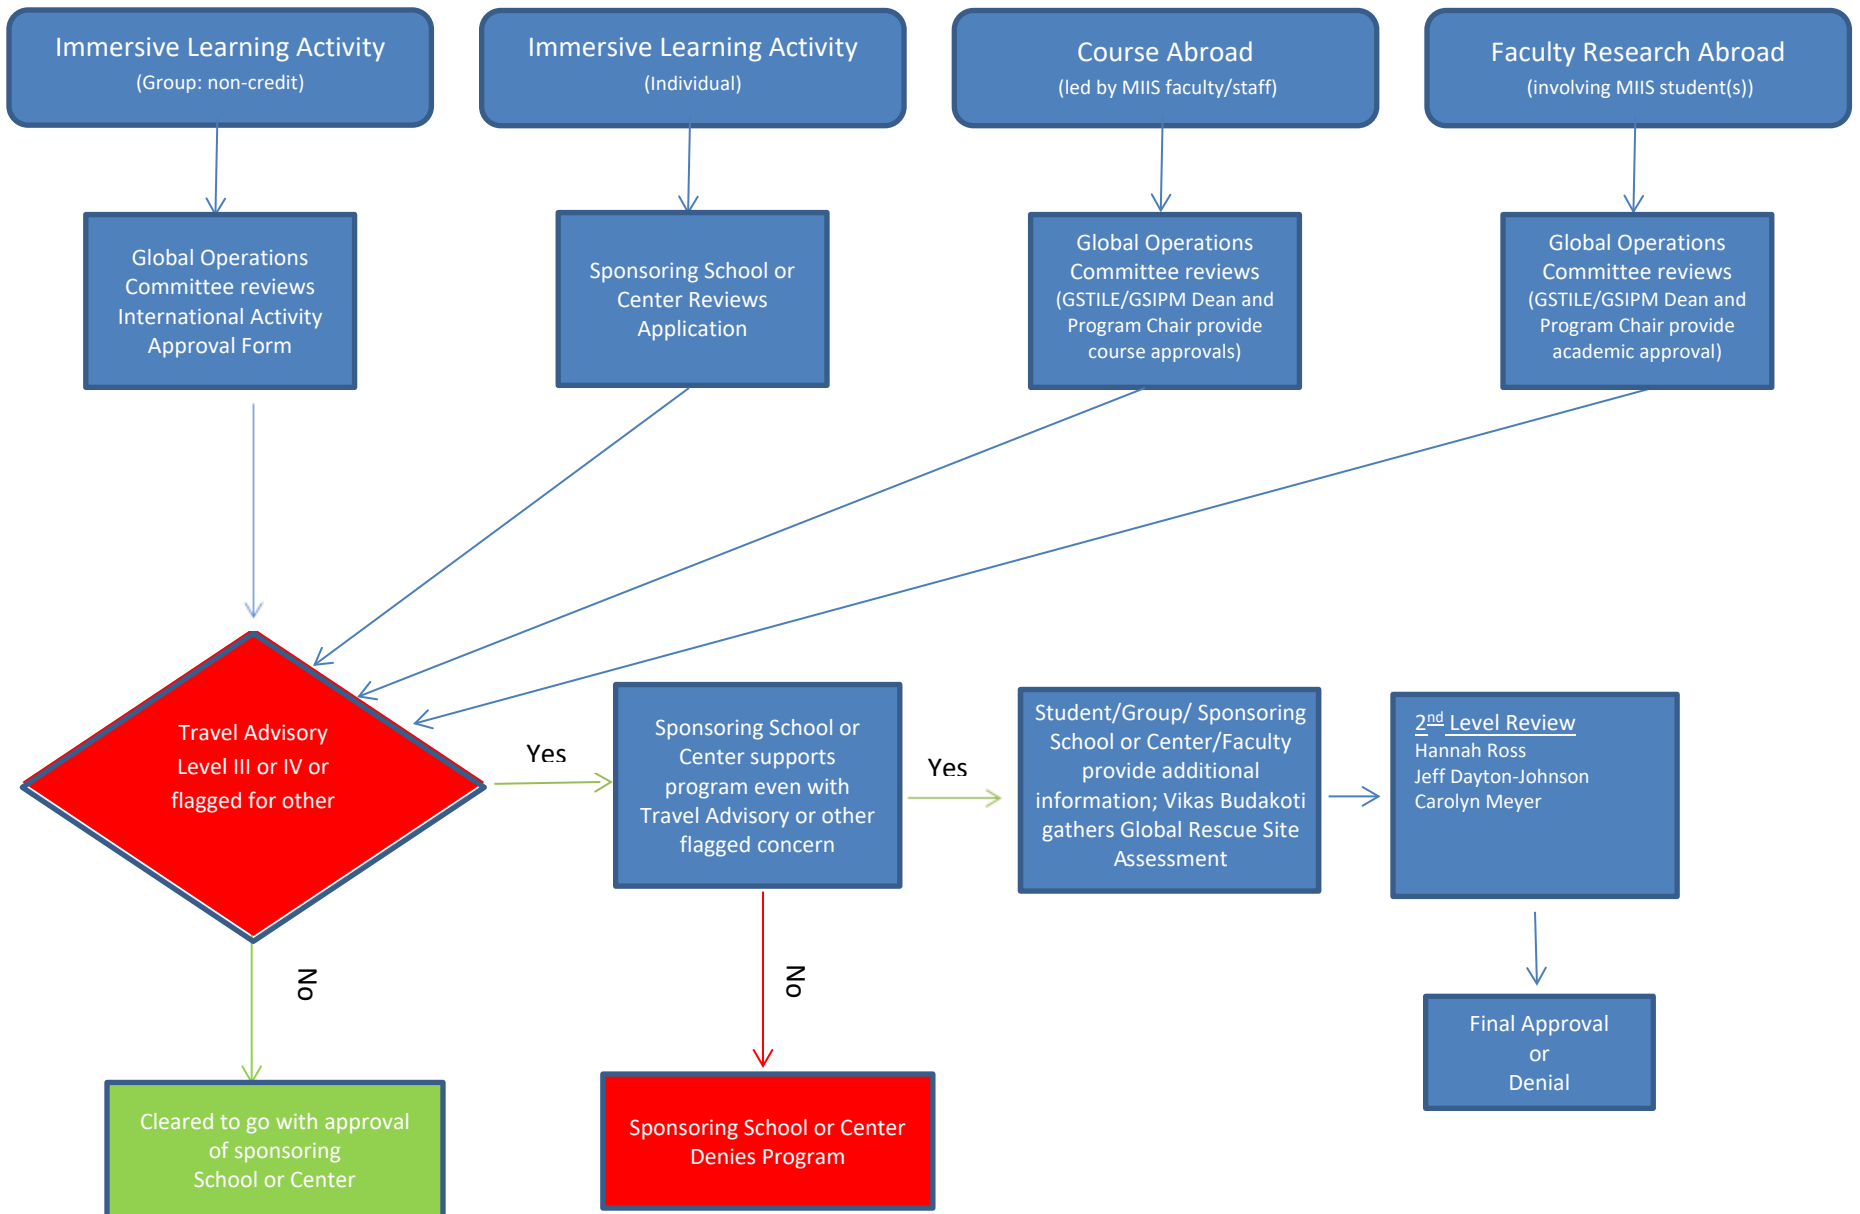 Immersive Learning Activity
(Group: non-credit)
Immersive Learning Activity
(Individual)
Course Abroad
(led by MIIS faculty/staff)
Faculty Research Abroad
(involving MIIS student(s))
Global Operations
Committee reviews
International Activity
Approval Form
Sponsoring School or
Center Reviews
Application
Global Operations
Committee reviews
(GSTILE/GSIPM Dean and
Program Chair provide
course approvals)
Global Operations
Committee reviews
(GSTILE/GSIPM Dean and
Program Chair provide
academic approval)
Travel Advisory
Level III or IV or
flagged for other
Yes
Sponsoring School or
Center supports
program even with
Travel Advisory or other
flagged concern
Yes
Student/Group/ Sponsoring
School or Center/Faculty
provide additional
information; Vikas Budakoti
gathers Global Rescue Site
Assessment
2nd Level Review
Hannah Ross
Jeff Dayton-Johnson
Carolyn Meyer
No
No
Cleared to go with approval
of sponsoring
School or Center
Sponsoring School or Center
Denies Program
Final Approval
or
Denial